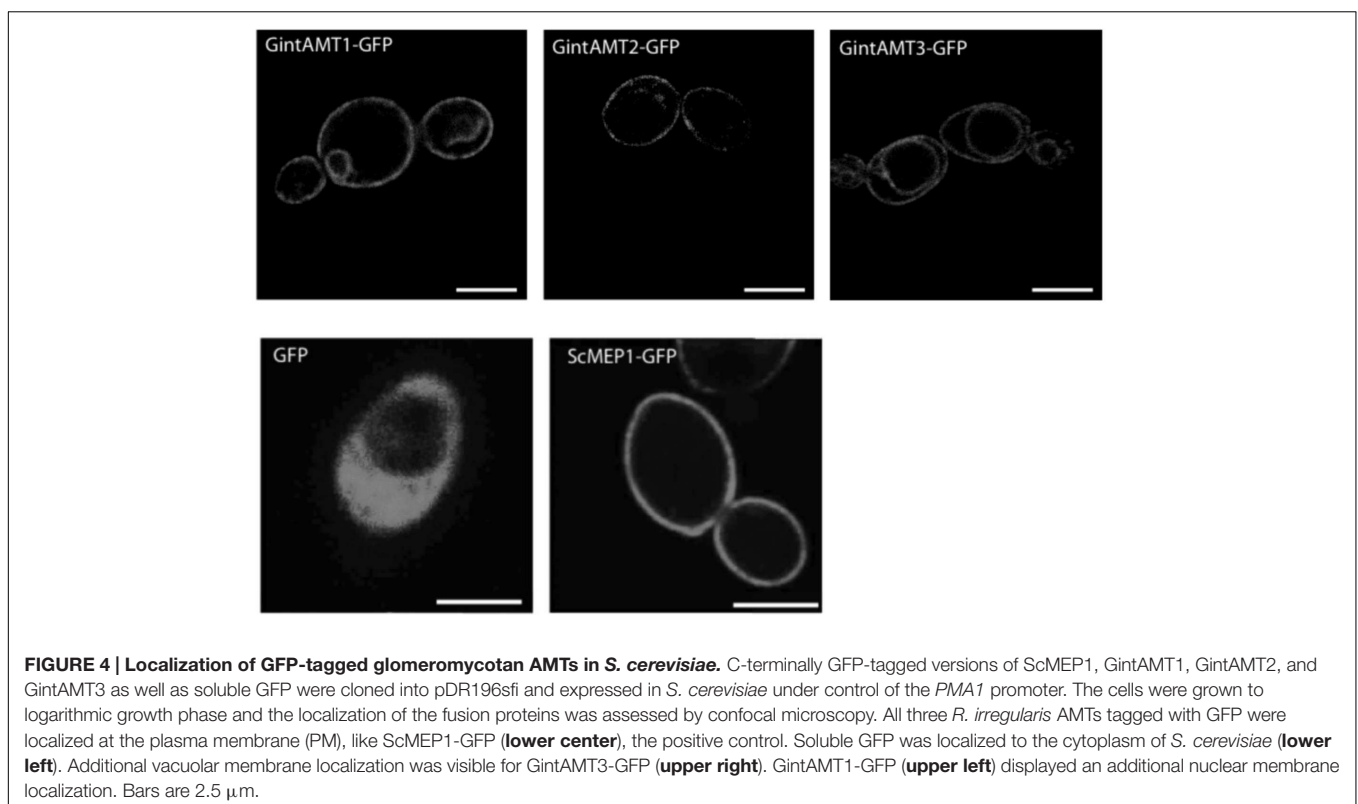 GintAMT1-GFP
GintAMT2-GFP
GintAMT3-GFP
GFP
ScMEP1-GFP
FIGURE 4 | Localization of GFP-tagged glomeromycotan AMTs in S. cerevisiae. C-terminally GFP-tagged versions of ScMEP1, GintAMT1, GintAMT2, and
GintAMT3 as well as soluble GFP were cloned into pDR196sfi and expressed in S. cerevisiae under control of the PMA1 promoter. The cells were grown to
logarithmic growth phase and the localization of the fusion proteins was assessed by confocal microscopy. All three R. irregularis AMTs tagged with GFP were
localized at the plasma membrane (PM), like ScMEP1-GFP (lower center), the positive control. Soluble GFP was localized to the cytoplasm of S. cerevisiae (lower
left). Additional vacuolar membrane localization was visible for GintAMT3-GFP (upper right). GintAMT1-GFP (upper left) displayed an additional nuclear membrane
localization. Bars are 2.5 μm.